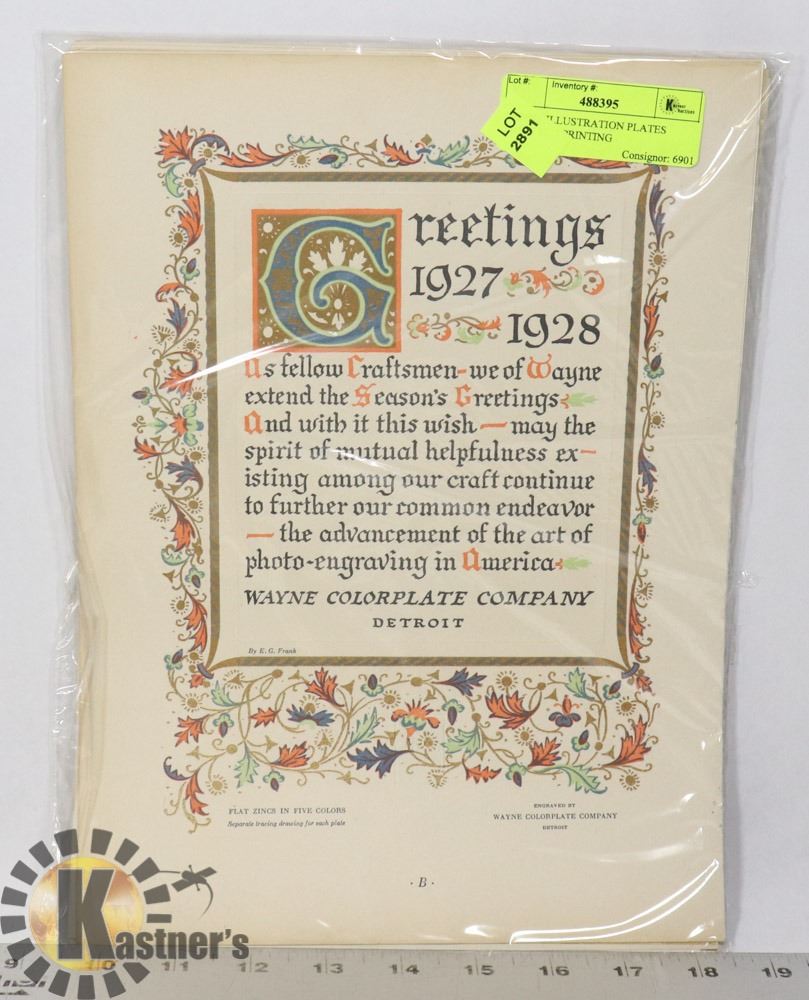 Lot #: Inventory #:
488395
Kastner Auctions
LOT
2891
ILLUSTRATION PLATES
PRINTING
Consignor: 6901
Greetings
1927
1928
As fellow Craftsmen-we of Wayne
extend the Season's Greetings
And with it this wish — may the
spirit of mutual helpfulness ex-
isting among our craft continue
to further our common endeavor
— the advancement of the art of
photo-engraving in America
WAYNE COLORPLATE COMPANY
DETROIT
By E. G. Frank
FLAT ZINCS IN FIVE COLORS
Separate tracing drawing for each plate
ENGRAVED BY
WAYNE COLORPLATE COMPANY
DETROIT
· B ·
Kastner's
9 10 11 12 13 14 15 16 17 18 19